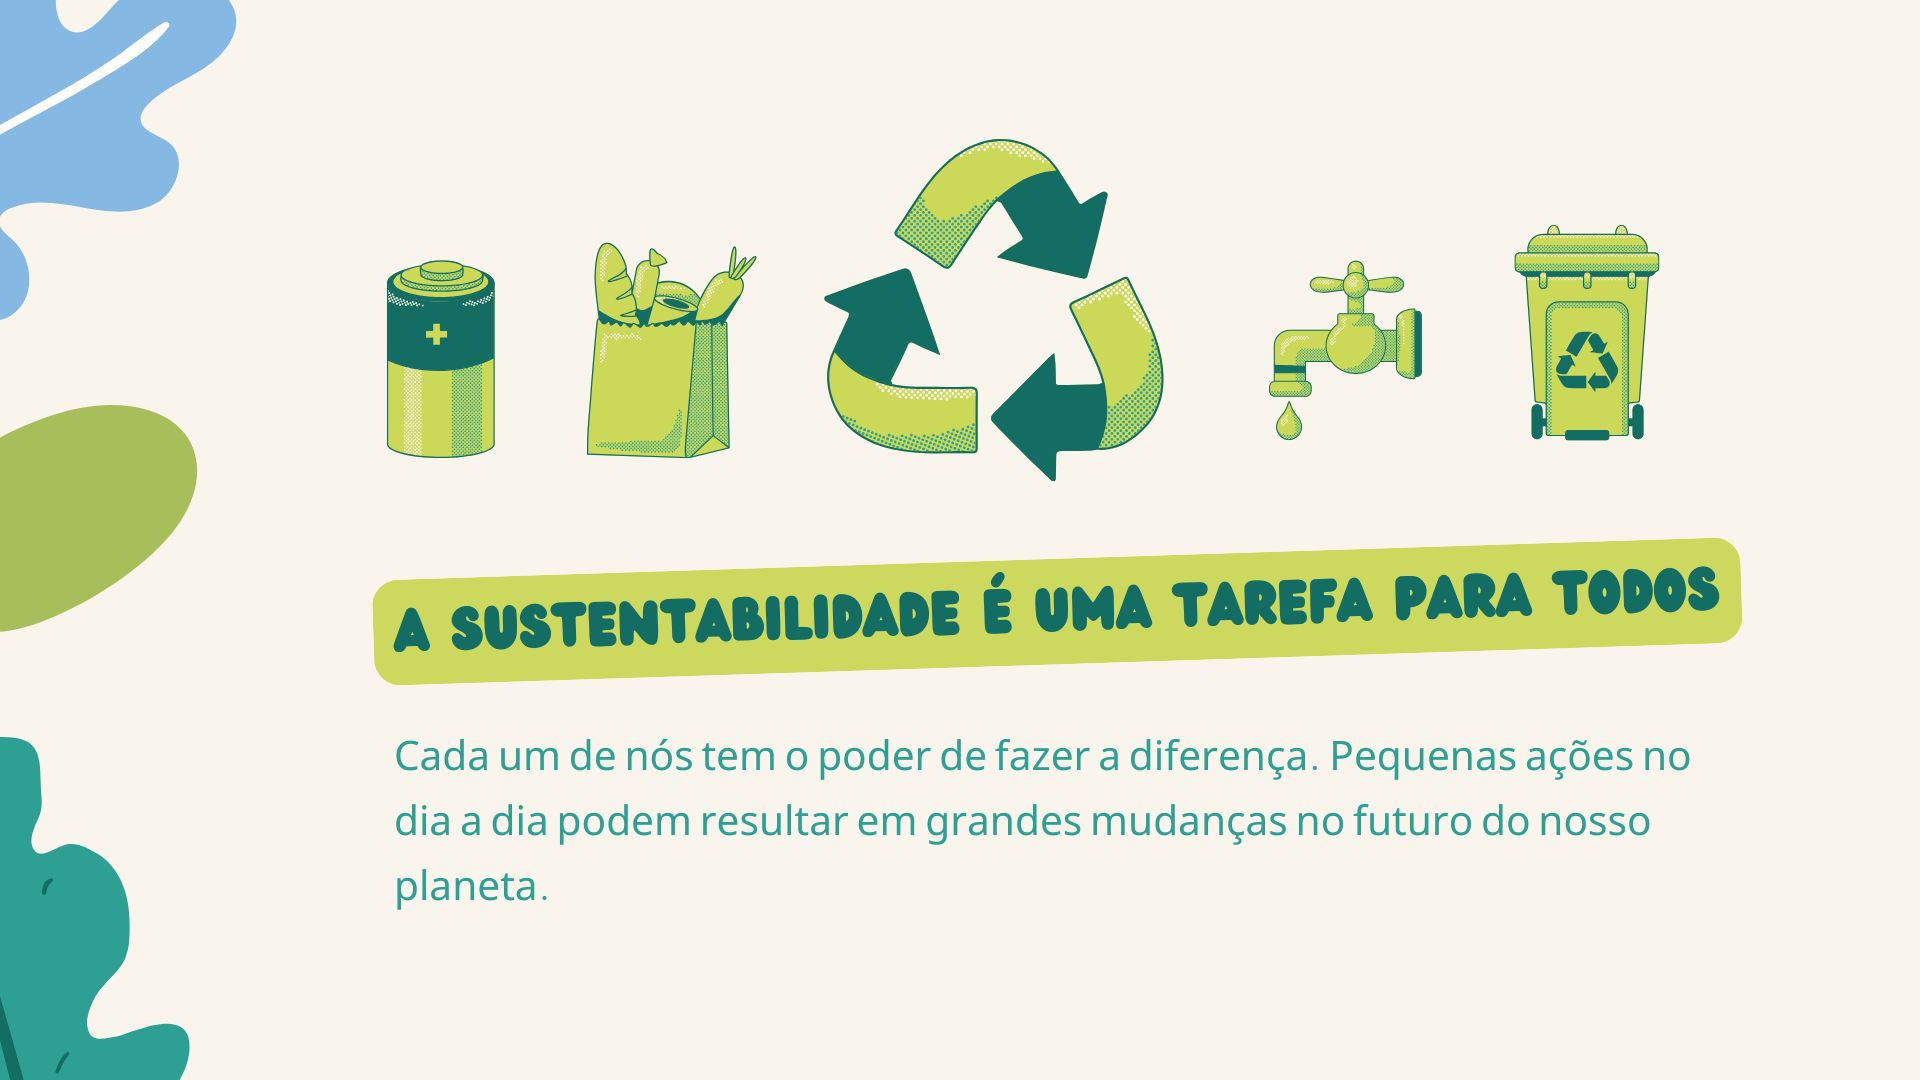 A SUSTENTABILIDADE É UMA TAREFA PARA TODOS
Cada um de nós tem o poder de fazer a diferença. Pequenas ações no
dia a dia podem resultar em grandes mudanças no futuro do nosso
planeta.